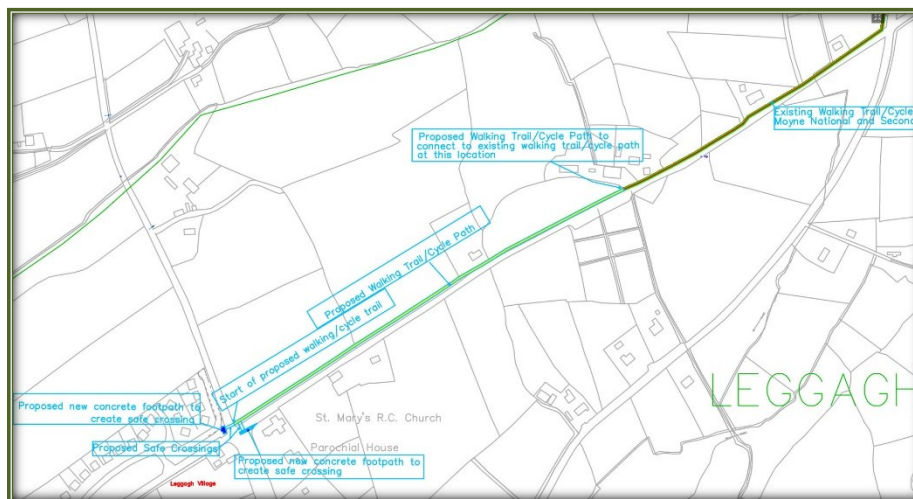 Existing Walking Trail/Cycle
Moyne National and Second
Proposed Walking Trail/Cycle Path to
connect to existing walking trail/cycle path
at this location
Proposed Walking Trail/Cycle Path
Start of proposed walking/cycle trail
LEGGAGH
Proposed new concrete footpath to
create safe crossing
St. Mary's R.C. Church
Proposed Safe Crossings
Parochial House
Proposed new concrete footpath to
create safe crossing
Leggagh Village